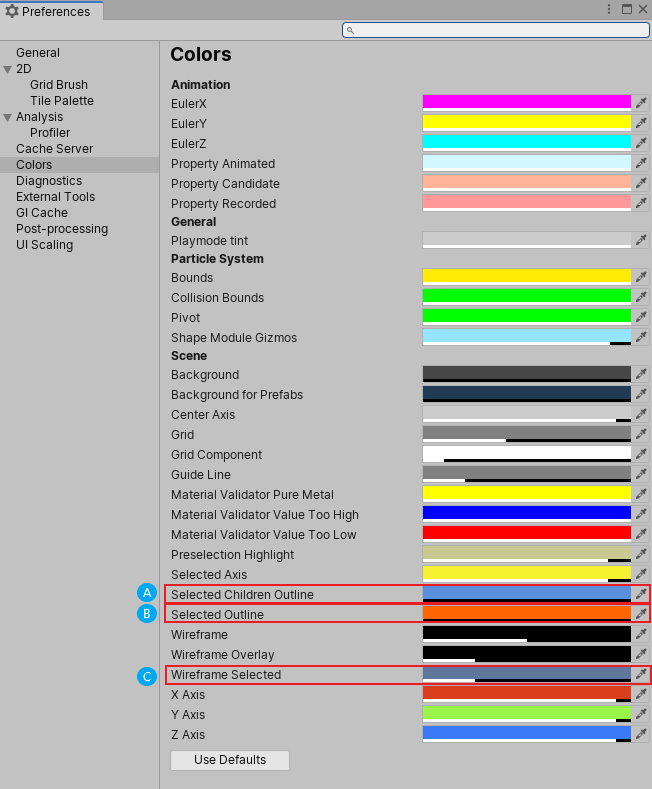 Preferences
General
2D
Grid Brush
Tile Palette
Analysis
Profiler
Cache Server
Colors
Diagnostics
External Tools
GI Cache
Post-processing
UI Scaling
Colors
Animation
EulerX
EulerY
EulerZ
Property Animated
Property Candidate
Property Recorded
General
Playmode tint
Particle System
Bounds
Collision Bounds
Pivot
Shape Module Gizmos
Scene
Background
Background for Prefabs
Center Axis
Grid
Grid Component
Guide Line
Material Validator Pure Metal
Material Validator Value Too High
Material Validator Value Too Low
Preselection Highlight
Selected Axis
A Selected Children Outline
B Selected Outline
Wireframe
Wireframe Overlay
C Wireframe Selected
X Axis
Y Axis
Z Axis
Use Defaults